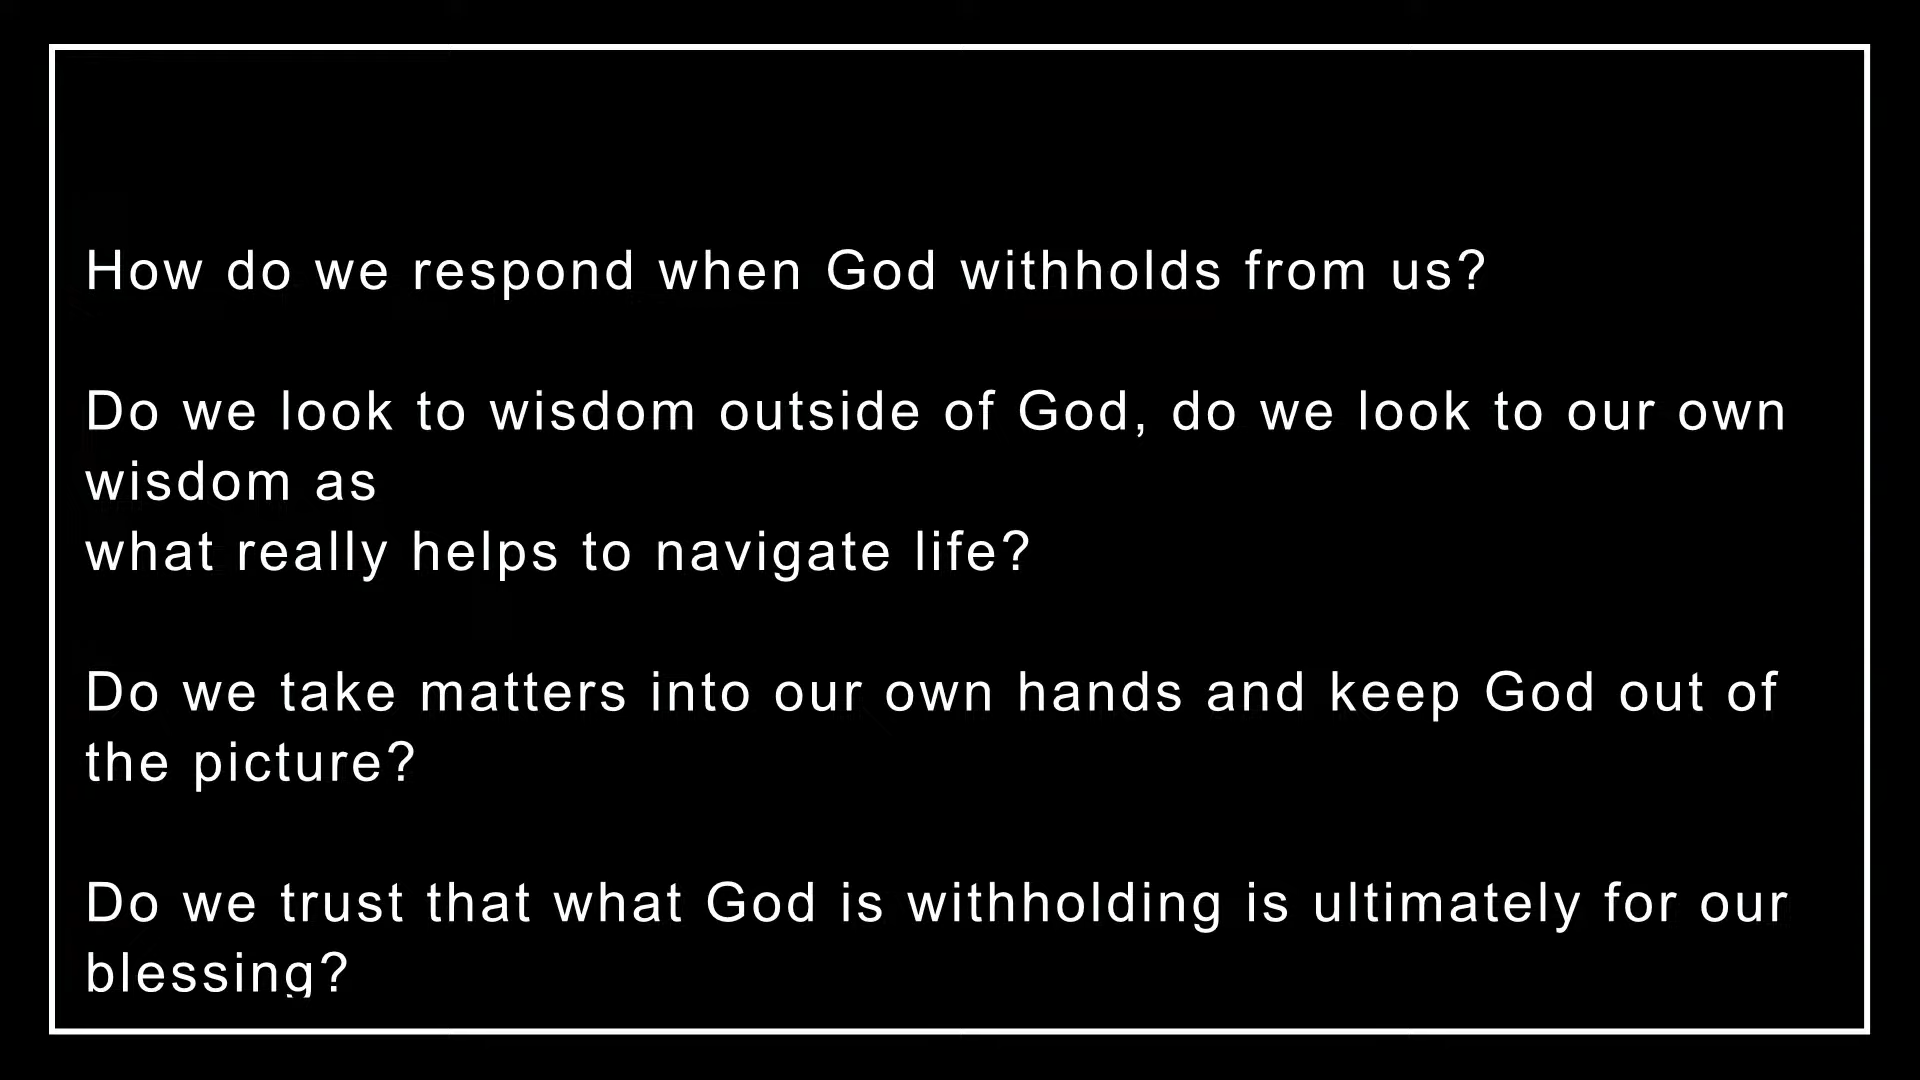 How do we respond when God withholds from us?
Do we look to wisdom outside of God, do we look to our own
wisdom as
what really helps to navigate life?
Do we take matters into our own hands and keep God out of
the picture?
Do we trust that what God is withholding is ultimately for our
blessing?